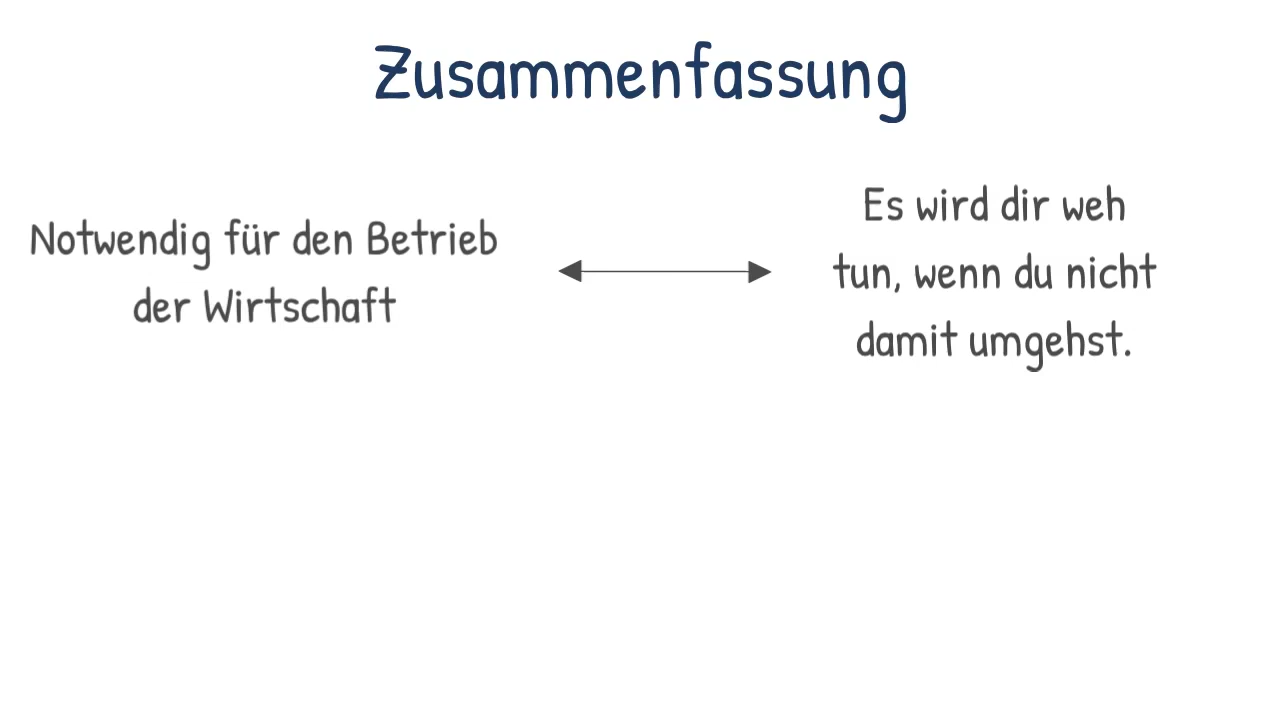 Zusammenfassung
Notwendig für den Betrieb
der Wirtschaft
Es wird dir weh
tun, wenn du nicht
damit umgehst.